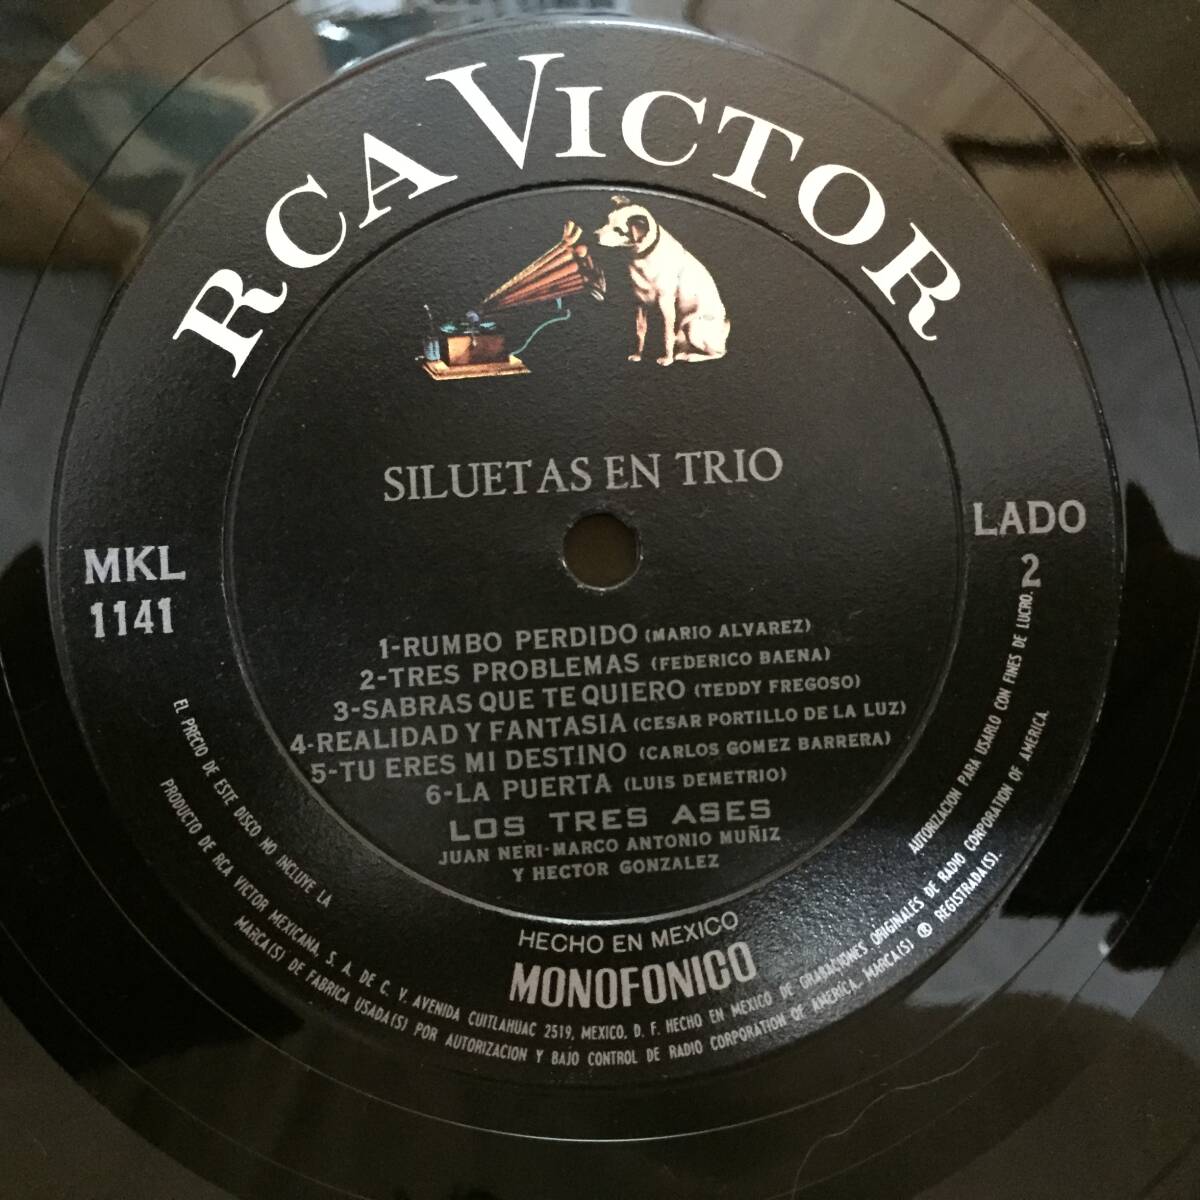 RCA VICTOR
SILUETAS EN TRIO
MKL
1141
LADO
2
1-RUMBO PERDIDO (MARIO ALVAREZ)
2-TRES PROBLEMAS (FEDERICO BAENA)
3-SABRAS QUE TE QUIERO (TEDDY FREGOSO)
4-REALIDAD Y FANTASIA (CESAR PORTILLO DE LA LUZ)
5-TU ERES MI DESTINO (CARLOS GOMEZ BARRERA)
6-LA PUERTA (LUIS DEMETRIO)
LOS TRES ASES
JUAN NERI-MARCO ANTONIO MUÑIZ
Y HECTOR GONZALEZ
HECHO EN MEXICO
MONOFONICO
EL PRECIO DE ESTE DISCO NO INCLUYE LA AUTORIZACION PARA USARLO CON FINES DE LUCRO.
PRODUCTO DE RCA VICTOR MEXICANA, S. A. DE C. V. AVENIDA CUITLAHUAC 2519, MEXICO, D. F. HECHO EN MEXICO DE GRABACIONES ORIGINALES DE RADIO CORPORATION OF AMERICA.
MARCA(S) DE FABRICA USADA(S) POR AUTORIZACION Y BAJO CONTROL DE RADIO CORPORATION OF AMERICA. MARCA(S) ® REGISTRADA(S).